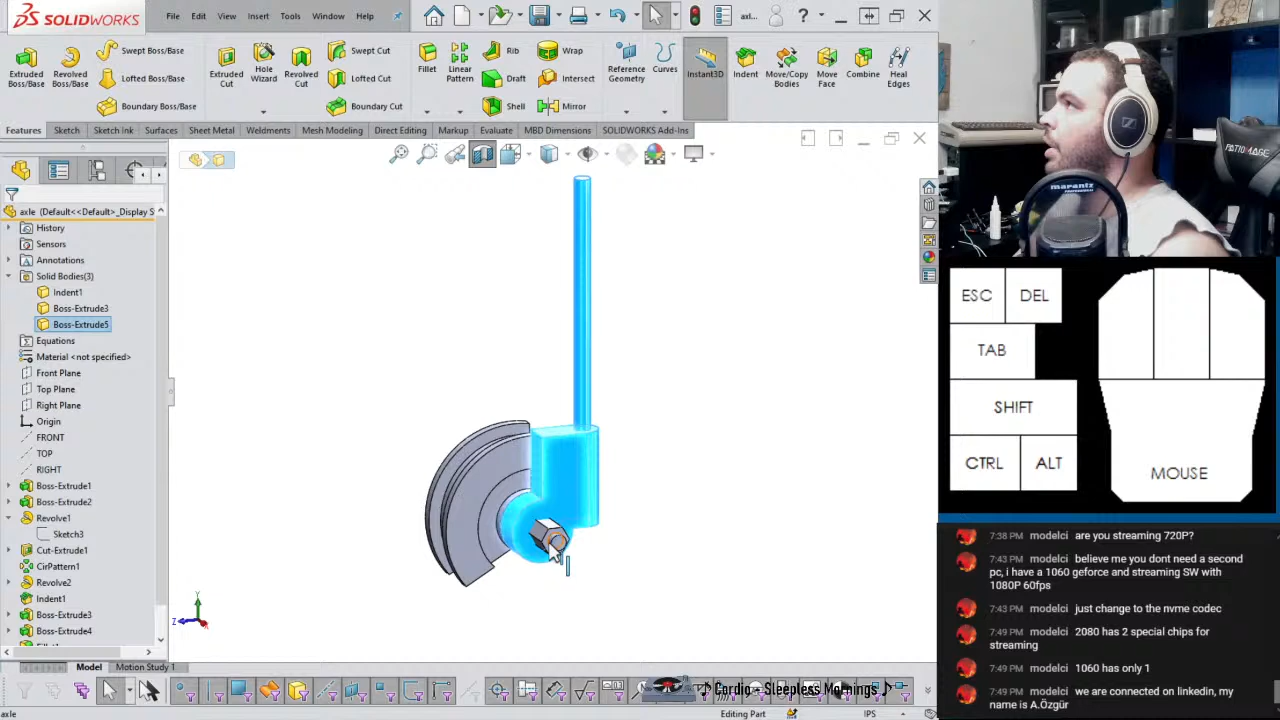 SOLIDWORKS
File
Edit
View
Insert
Tools
Window
Help
axl...
Extruded
Boss/Base
Revolved
Boss/Base
Swept Boss/Base
Lofted Boss/Base
Boundary Boss/Base
Extruded
Cut
Hole
Wizard
Revolved
Cut
Swept Cut
Lofted Cut
Boundary Cut
Fillet
Linear
Pattern
Rib
Draft
Shell
Wrap
Intersect
Mirror
Reference
Geometry
Curves
Instant3D
Indent
Move/Copy
Bodies
Move
Face
Combine
Heal
Edges
Features
Sketch
Sketch Ink
Surfaces
Sheet Metal
Weldments
Mesh Modeling
Direct Editing
Markup
Evaluate
MBD Dimensions
SOLIDWORKS Add-Ins
axle (Default<<Default>_Display S
History
Sensors
Annotations
Solid Bodies(3)
Indent1
Boss-Extrude3
Boss-Extrude5
Equations
Material <not specified>
Front Plane
Top Plane
Right Plane
Origin
FRONT
TOP
RIGHT
Boss-Extrude1
Boss-Extrude2
Revolve1
Sketch3
Cut-Extrude1
CirPattern1
Revolve2
Indent1
Boss-Extrude3
Boss-Extrude4
Y
Z
Model
Motion Study 1
♪ Cardig - Sleepless Mornings ♪
axle
Editing Part
IPS
marantz
ESC
DEL
TAB
SHIFT
CTRL
ALT
MOUSE
7:38 PM modelci are you streaming 720P?
7:43 PM modelci believe me you dont need a second
pc, i have a 1060 geforce and streaming SW with
1080P 60fps
7:43 PM modelci just change to the nvme codec
7:49 PM modelci 2080 has 2 special chips for
streaming
7:49 PM modelci 1060 has only 1
7:49 PM modelci we are connected on linkedin, my
name is A.Özgür